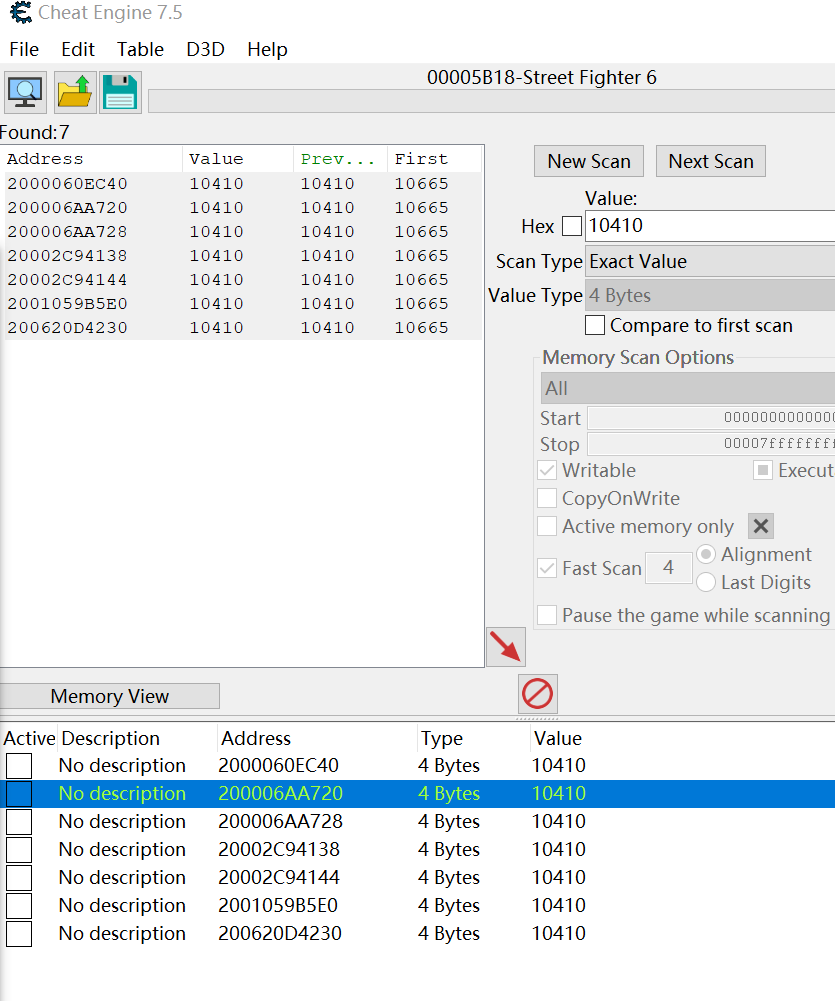 Cheat Engine 7.5
File Edit Table D3D Help
00005B18-Street Fighter 6
Found:7
Address Value Prev... First
2000060EC40 10410 10410 10665
200006AA720 10410 10410 10665
200006AA728 10410 10410 10665
20002C94138 10410 10410 10665
20002C94144 10410 10410 10665
2001059B5E0 10410 10410 10665
200620D4230 10410 10410 10665
New Scan Next Scan
Value:
Hex 10410
Scan Type Exact Value
Value Type 4 Bytes
Compare to first scan
Memory Scan Options
All
Start 0000000000000
Stop 00007ffffffff
Writable Execut
CopyOnWrite
Active memory only
Fast Scan 4 Alignment
Last Digits
Pause the game while scanning
Memory View
Active Description Address Type Value
No description 2000060EC40 4 Bytes 10410
No description 200006AA720 4 Bytes 10410
No description 200006AA728 4 Bytes 10410
No description 20002C94138 4 Bytes 10410
No description 20002C94144 4 Bytes 10410
No description 2001059B5E0 4 Bytes 10410
No description 200620D4230 4 Bytes 10410